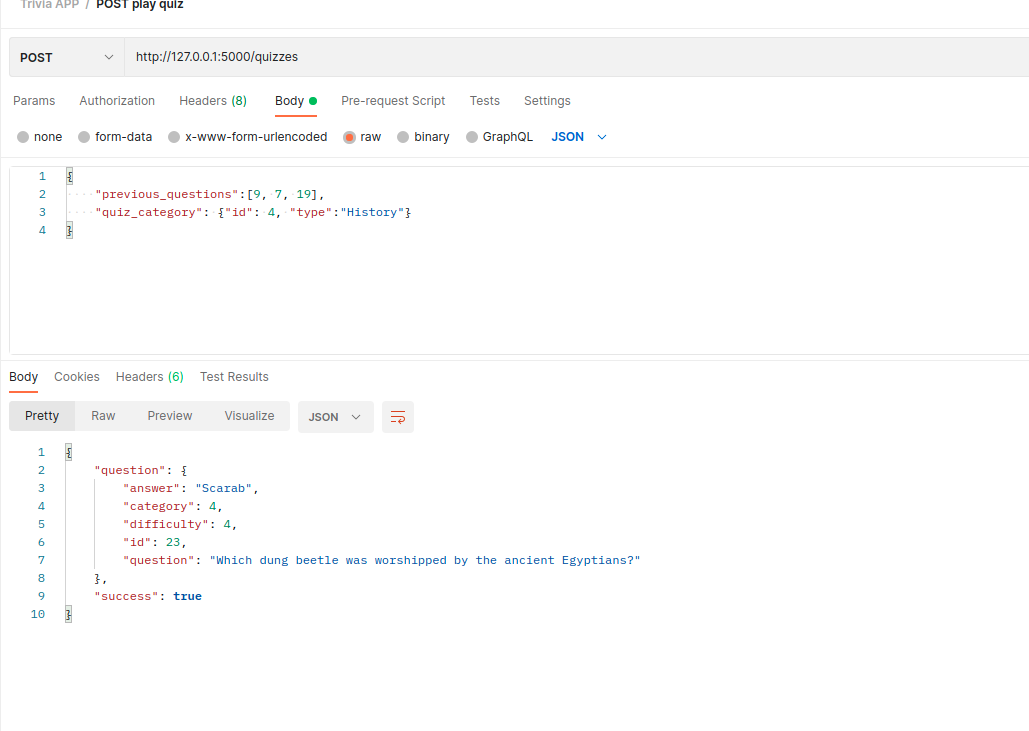 Trivia APP / POST play quiz
POST http://127.0.0.1:5000/quizzes
Params Authorization Headers (8) Body Pre-request Script Tests Settings
none form-data x-www-form-urlencoded raw binary GraphQL JSON
1 {
2 ····"previous_questions":[9,·7,·19],
3 ····"quiz_category":·{"id":·4,·"type":"History"}
4 }
Body Cookies Headers (6) Test Results
Pretty Raw Preview Visualize JSON
1 {
2 "question": {
3 "answer": "Scarab",
4 "category": 4,
5 "difficulty": 4,
6 "id": 23,
7 "question": "Which dung beetle was worshipped by the ancient Egyptians?"
8 },
9 "success": true
10 }